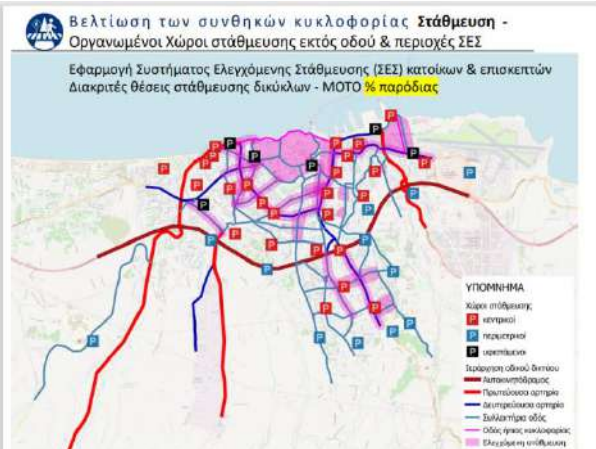 Βελτίωση των συνθηκών κυκλοφορίας Στάθμευση -
Οργανωμένοι Χώροι στάθμευσης εκτός οδού & περιοχές ΣΕΣ
Εφαρμογή Συστήματος Ελεγχόμενης Στάθμευσης (ΣΕΣ) κατοίκων & επισκεπτών
Διακριτές θέσεις στάθμευσης δικύκλων - ΜΟΤΟ % παρόδιας
ΥΠΟΜΝΗΜΑ
Χώροι στάθμευσης
P κεντρικοί
P περιμετρικοί
P υφιστάμενοι
Ιεράρχηση οδικού δικτύου
Αυτοκινητόδρομος
Πρωτεύουσα αρτηρία
Δευτερεύουσα αρτηρία
Συλλεκτήρια οδός
Οδός ήπιας κυκλοφορίας
Ελεγχόμενη στάθμευση